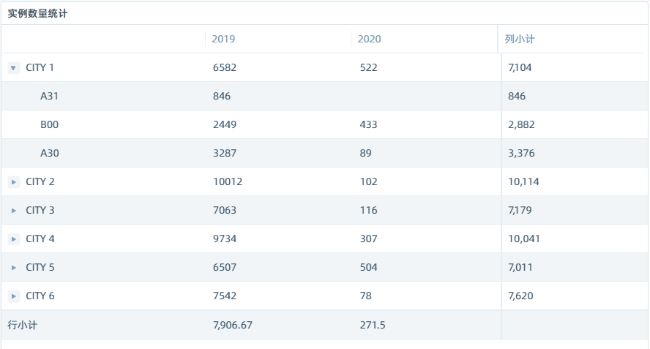 实例数量统计
2019 2020 列小计
CITY 1 6582 522 7,104
A31 846 846
B00 2449 433 2,882
A30 3287 89 3,376
CITY 2 10012 102 10,114
CITY 3 7063 116 7,179
CITY 4 9734 307 10,041
CITY 5 6507 504 7,011
CITY 6 7542 78 7,620
行小计 7,906.67 271.5